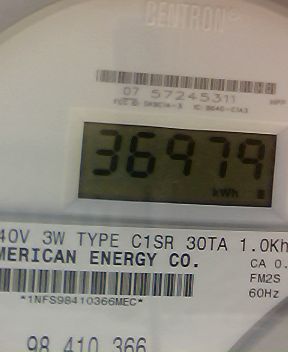 CENTRON®
07 57245311
36979
kWh
40V 3W TYPE C1SR 30TA 1.0Kh
MERICAN ENERGY CO.
CA 0.
FM2S
60Hz
*1NFS98410366MEC*
98 410 366